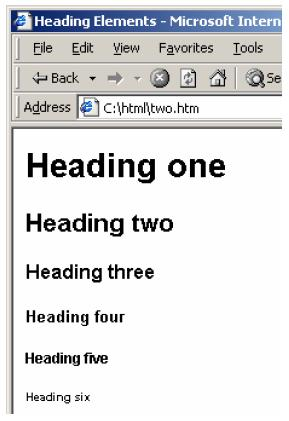 Heading Elements - Microsoft Intern
File Edit View Favorites Tools
Back Se
Address C:\html\two.htm
Heading one
Heading two
Heading three
Heading four
Heading five
Heading six